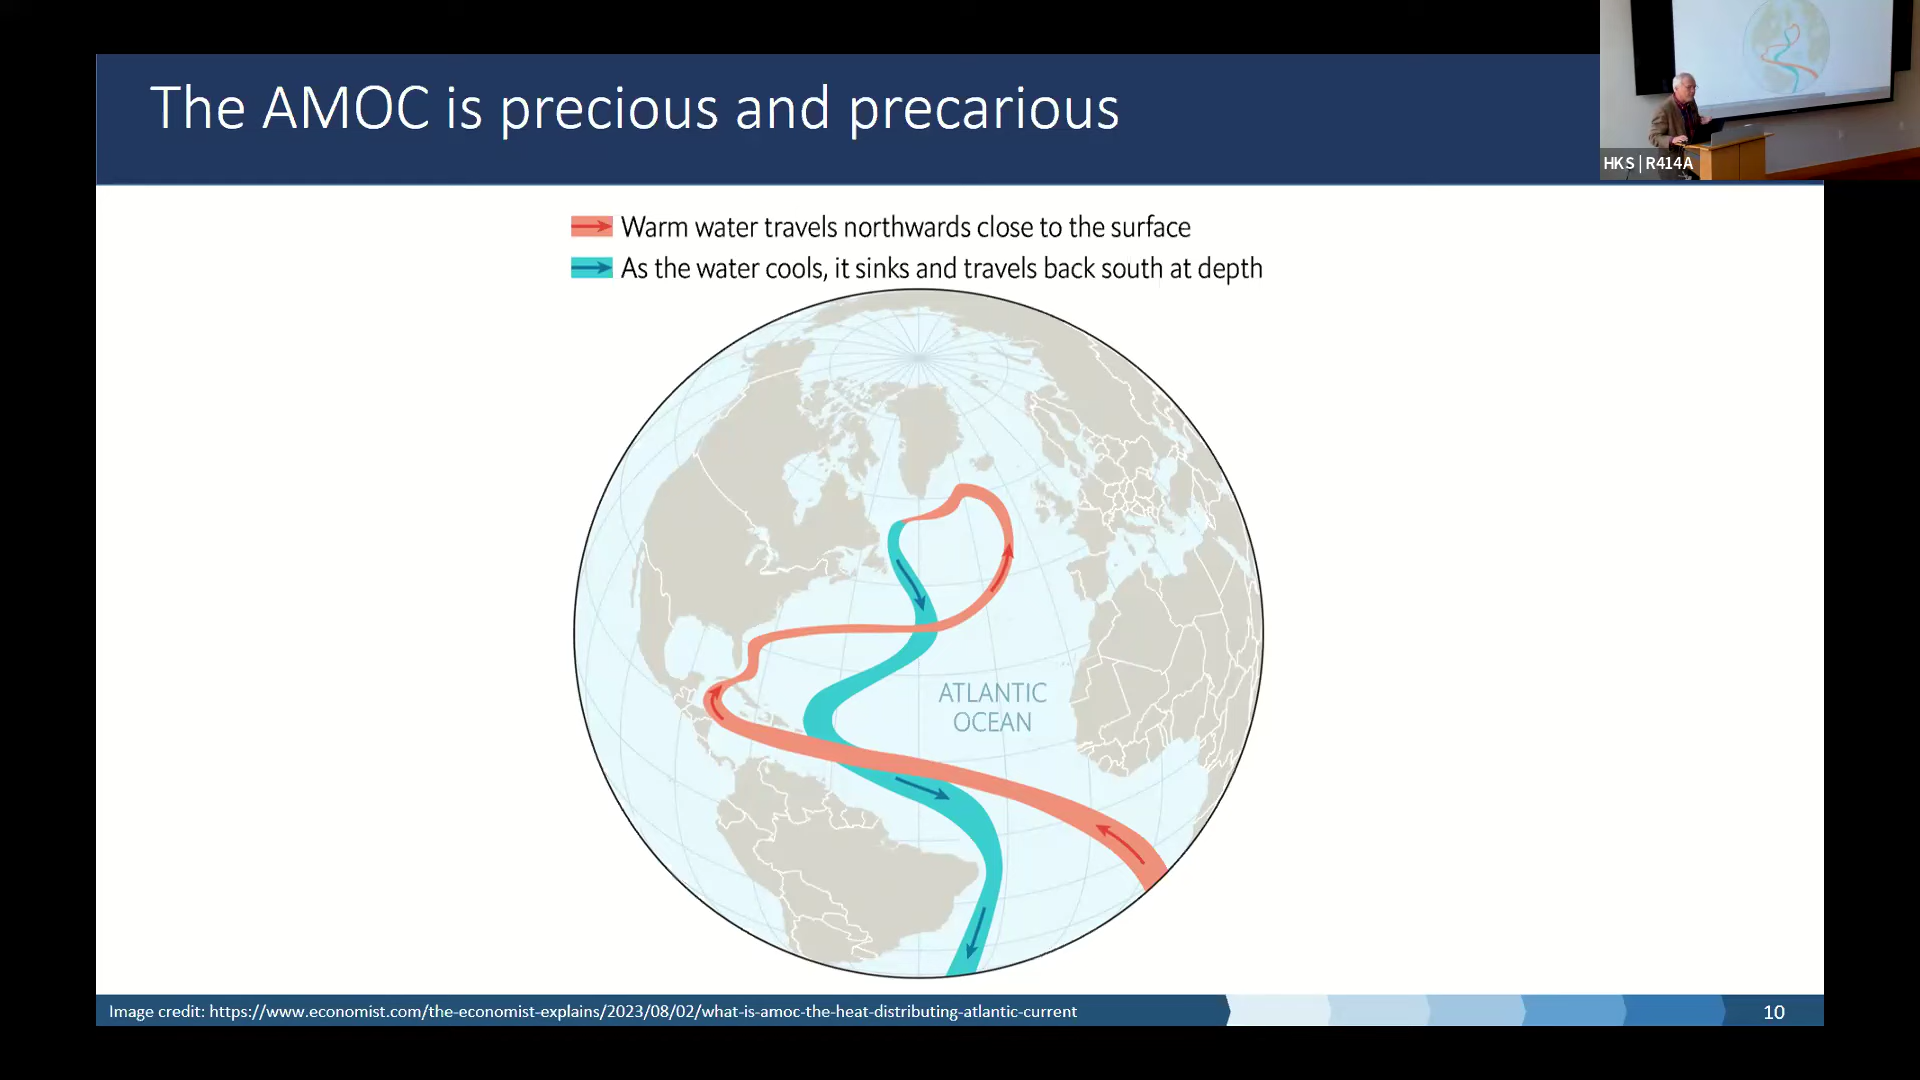 The AMOC is precious and precarious
HKS | R414A
Warm water travels northwards close to the surface
As the water cools, it sinks and travels back south at depth
ATLANTIC
OCEAN
Image credit: https://www.economist.com/the-economist-explains/2023/08/02/what-is-amoc-the-heat-distributing-atlantic-current
10